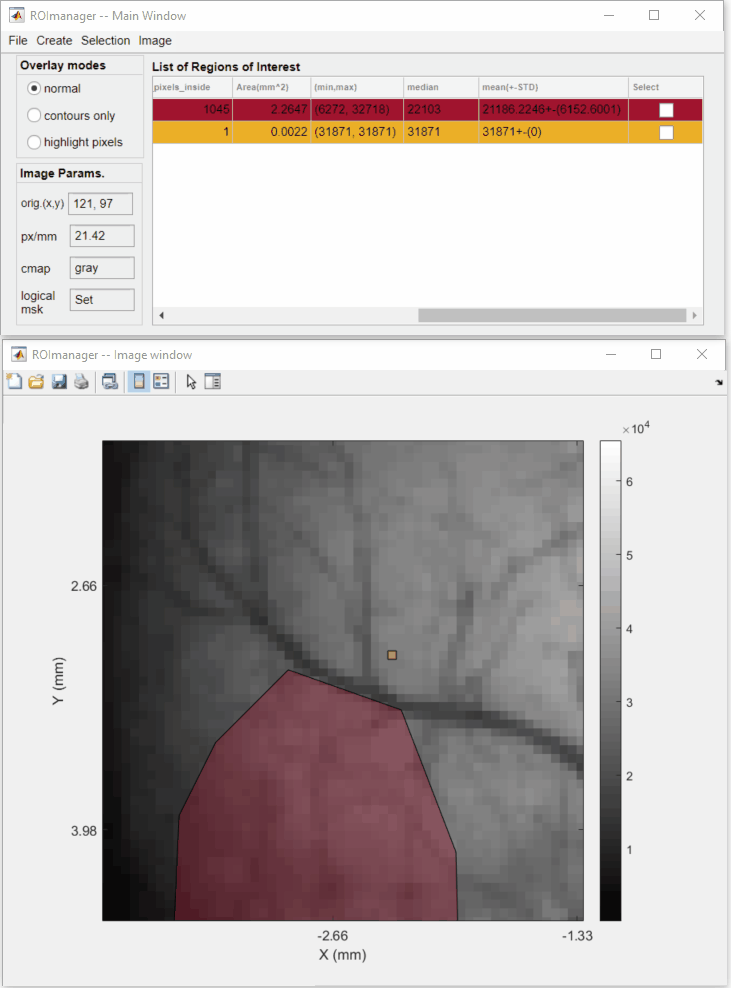 ROImanager -- Main Window
File Create Selection Image
Overlay modes
normal
contours only
highlight pixels
Image Params.
orig.(x,y) 121, 97
px/mm 21.42
cmap gray
logical msk Set
List of Regions of Interest
pixels_inside Area(mm^2) (min,max) median mean(+-STD) Select
1045 2.2647 (6272, 32718) 22103 21186.2246+-(6152.6001)
1 0.0022 (31871, 31871) 31871 31871+-(0)
ROImanager -- Image window
×10^4
6
5
4
3
2
1
2.66
3.98
Y (mm)
-2.66 -1.33
X (mm)